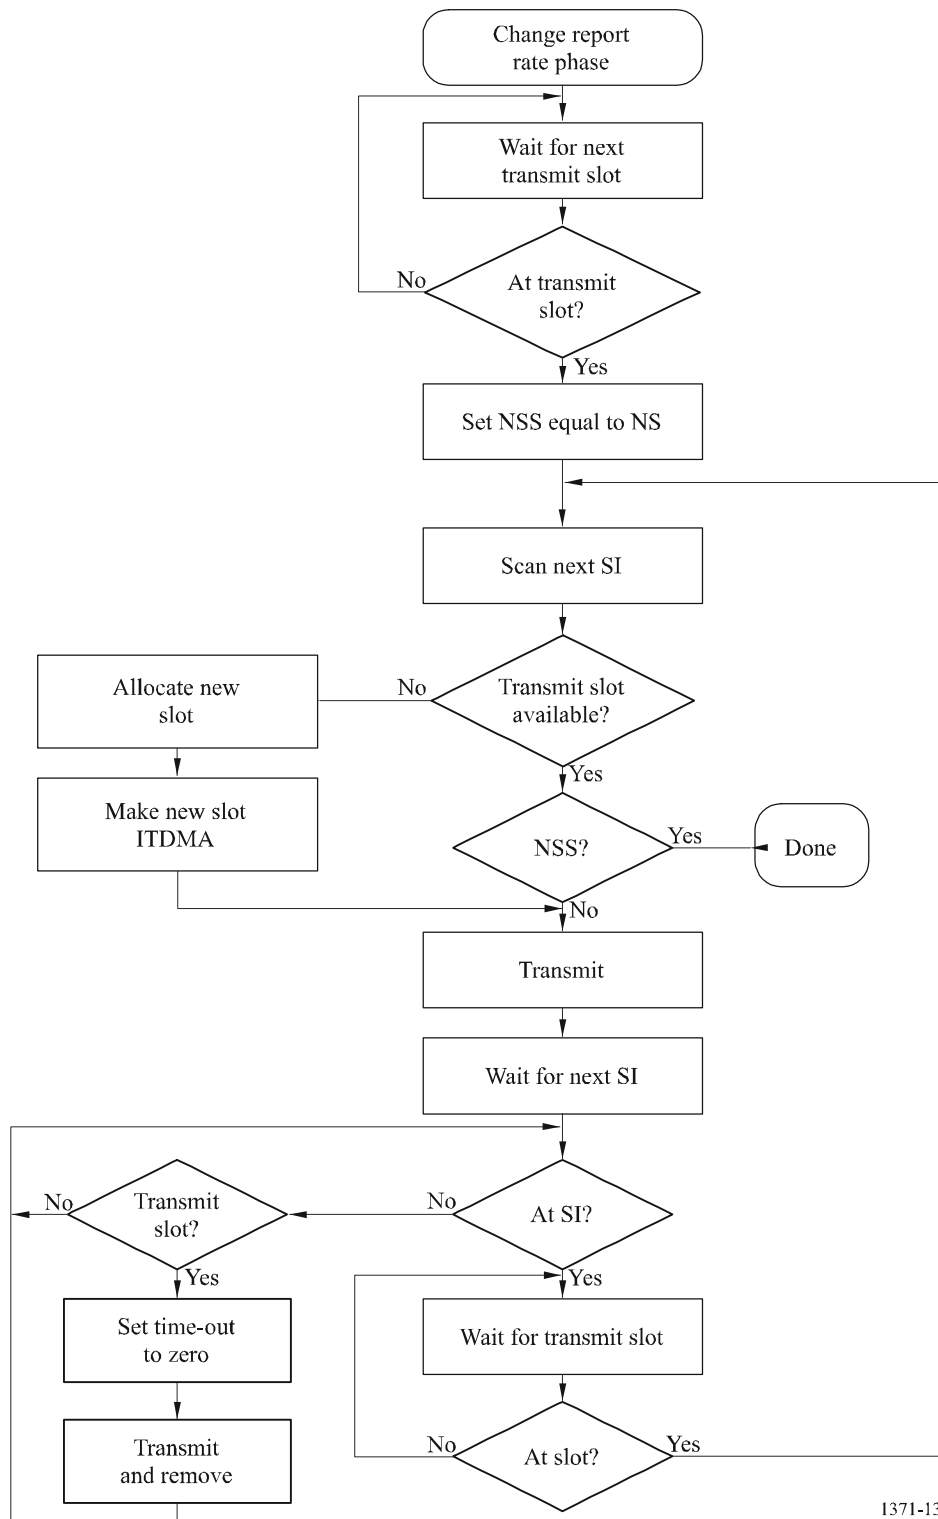 Change report
rate phase
Wait for next
transmit slot
No
At transmit
slot?
Yes
Set NSS equal to NS
Scan next SI
Allocate new
slot
No
Transmit slot
available?
Yes
Make new slot
ITDMA
NSS?
Yes
Done
No
Transmit
Wait for next SI
No
Transmit
slot?
No
At SI?
Yes
Yes
Set time-out
to zero
Wait for transmit slot
Transmit
and remove
No
At slot?
Yes
1371-13